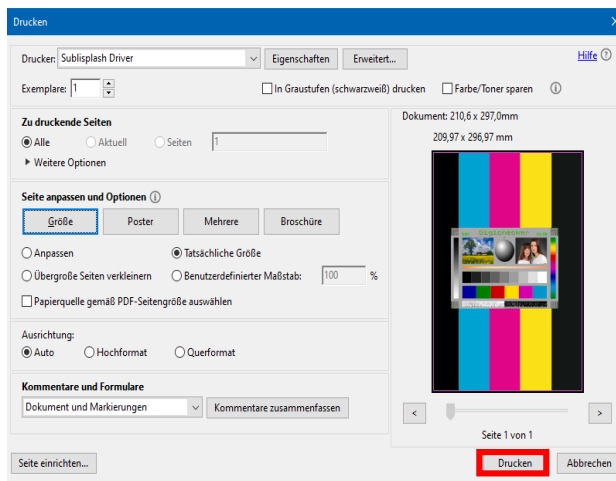 Drucken
Drucker: Sublisplash Driver Eigenschaften Erweitert... Hilfe
Exemplare: 1 In Graustufen (schwarzweiß) drucken Farbe/Toner sparen
Zu druckende Seiten
Alle Aktuell Seiten 1
Weitere Optionen
Seite anpassen und Optionen
Größe Poster Mehrere Broschüre
Anpassen Tatsächliche Größe
Übergroße Seiten verkleinern Benutzerdefinierter Maßstab: 100 %
Papierquelle gemäß PDF-Seitengröße auswählen
Ausrichtung:
Auto Hochformat Querformat
Kommentare und Formulare
Dokument und Markierungen Kommentare zusammenfassen
Dokument: 210,6 x 297,0mm
209,97 x 296,97 mm
< >
Seite 1 von 1
Seite einrichten... Drucken Abbrechen